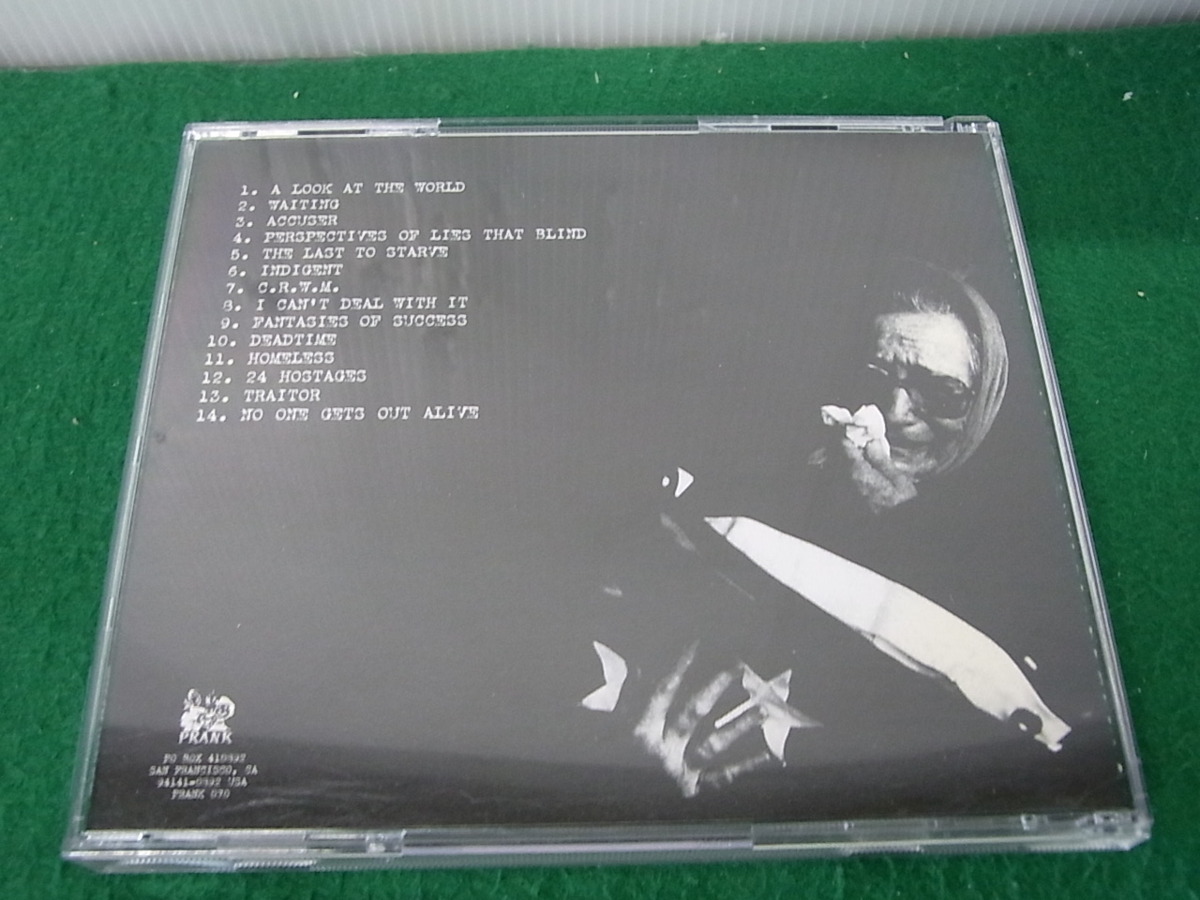 1. A LOOK AT THE WORLD
2. WAITING
3. ACCUSER
4. PERSPECTIVES OF LIES THAT BLIND
5. THE LAST TO STARVE
6. INDIGENT
7. C.R.W.M.
8. I CAN'T DEAL WITH IT
9. FANTASIES OF SUCCESS
10. DEADTIME
11. HOMELESS
12. 24 HOSTAGES
13. TRAITOR
14. NO ONE GETS OUT ALIVE
PRANK
PO BOX 410892
SAN FRANCISCO, CA
94141-0892 USA
PRANK 070